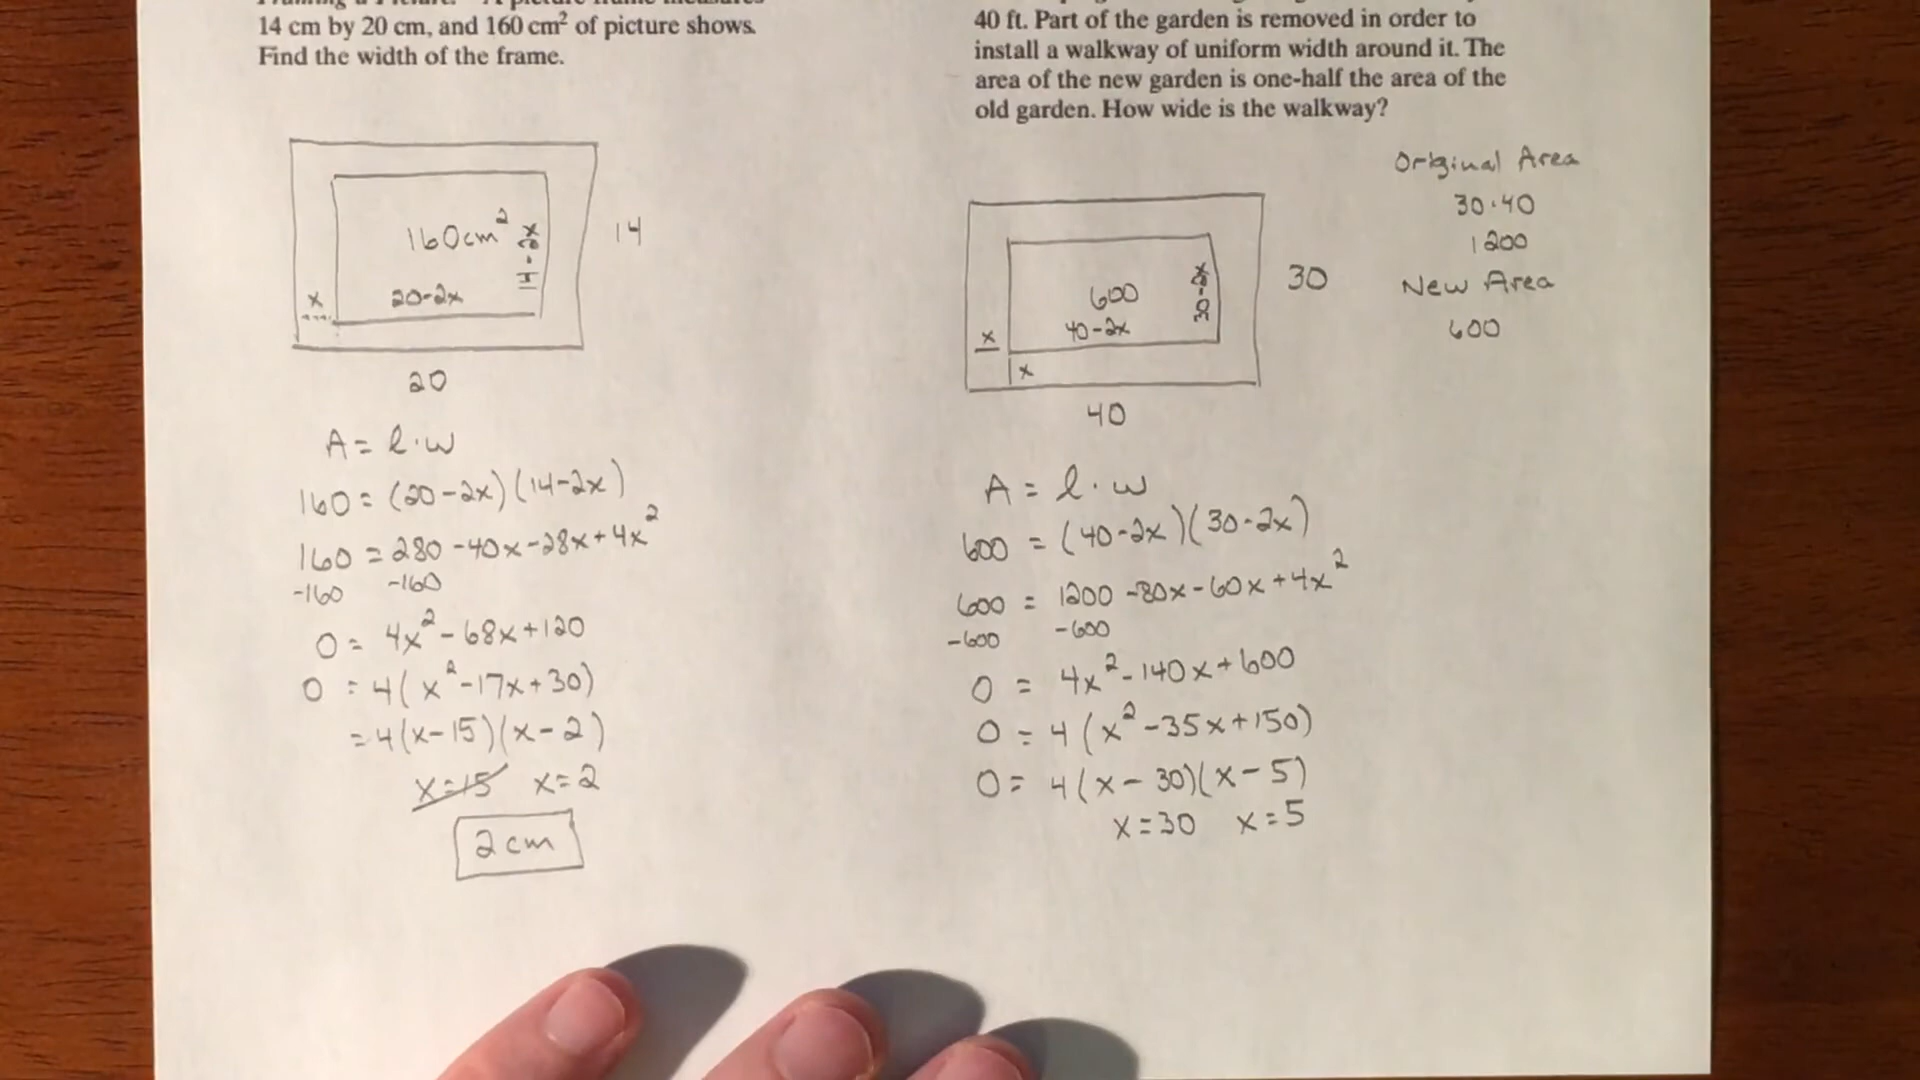 14 cm by 20 cm, and 160 cm² of picture shows.
Find the width of the frame.
160cm²
14-2x
x
20-2x
14
20
A = l·w
160 = (20-2x)(14-2x)
160 = 280 -40x-28x+4x²
-160 -160
0 = 4x²-68x+120
0 = 4(x²-17x+30)
=4(x-15)(x-2)
x=15 x=2
2cm
40 ft. Part of the garden is removed in order to
install a walkway of uniform width around it. The
area of the new garden is one-half the area of the
old garden. How wide is the walkway?
Original Area
30·40
1200
New Area
600
600
30-2x
40-2x
x
x
30
40
A = l·w
600 = (40-2x)(30-2x)
600 = 1200 -80x-60x+4x²
-600 -600
0 = 4x²-140x+600
0 = 4(x²-35x+150)
0 = 4(x-30)(x-5)
x=30 x=5